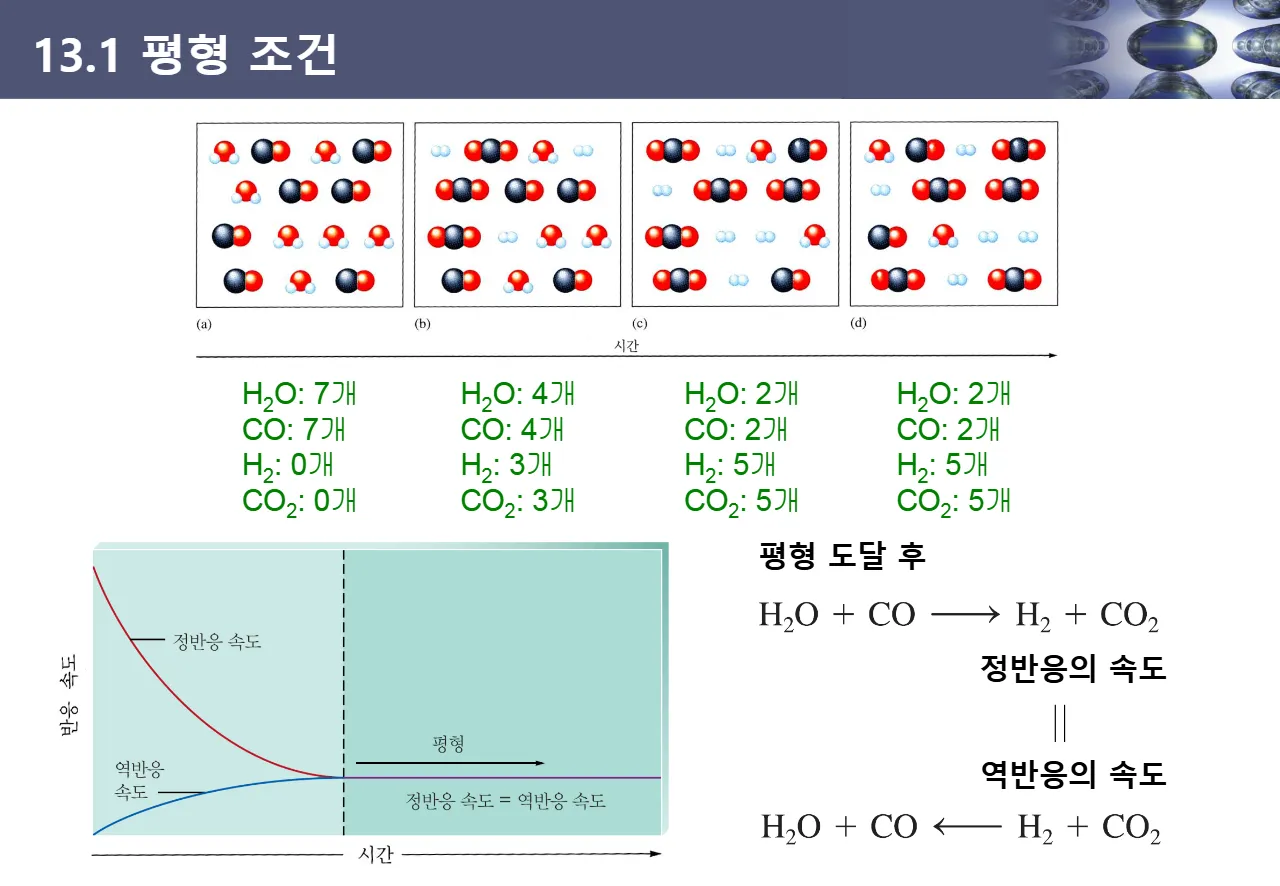 13.1 평형 조건
(a) (b) (c) (d)
시간
H₂O: 7개 H₂O: 4개 H₂O: 2개 H₂O: 2개
CO: 7개 CO: 4개 CO: 2개 CO: 2개
H₂: 0개 H₂: 3개 H₂: 5개 H₂: 5개
CO₂: 0개 CO₂: 3개 CO₂: 5개 CO₂: 5개
반응 속도
정반응 속도
역반응
속도
평형
정반응 속도 = 역반응 속도
시간
평형 도달 후
H₂O + CO ⟶ H₂ + CO₂
정반응의 속도
||
역반응의 속도
H₂O + CO ⟵ H₂ + CO₂